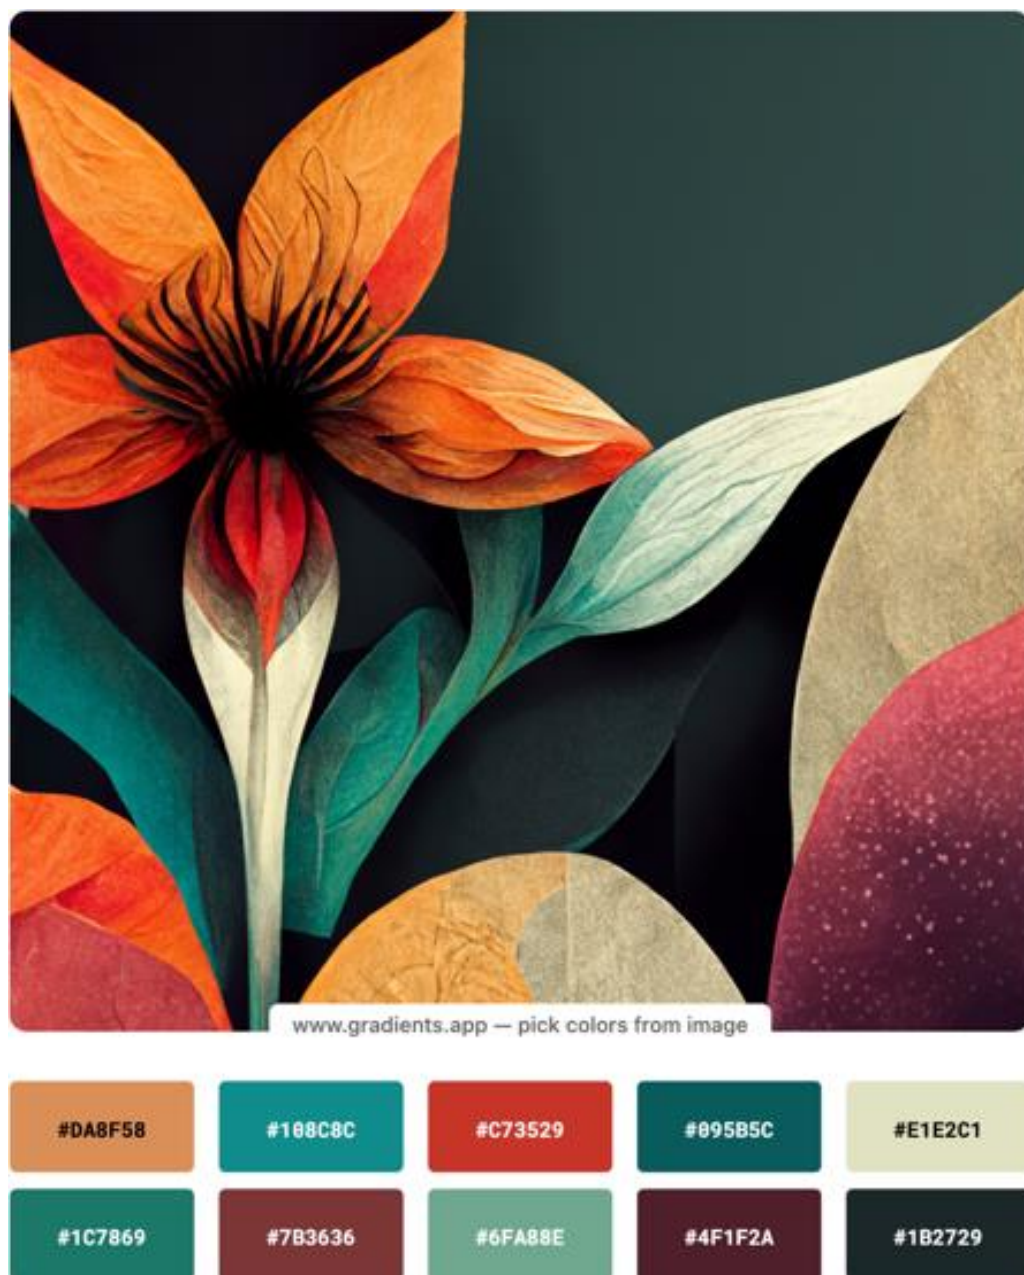 www.gradients.app — pick colors from image
#DA8F58 #108C8C #C73529 #095B5C #E1E2C1
#1C7869 #7B3636 #6FA88E #4F1F2A #1B2729